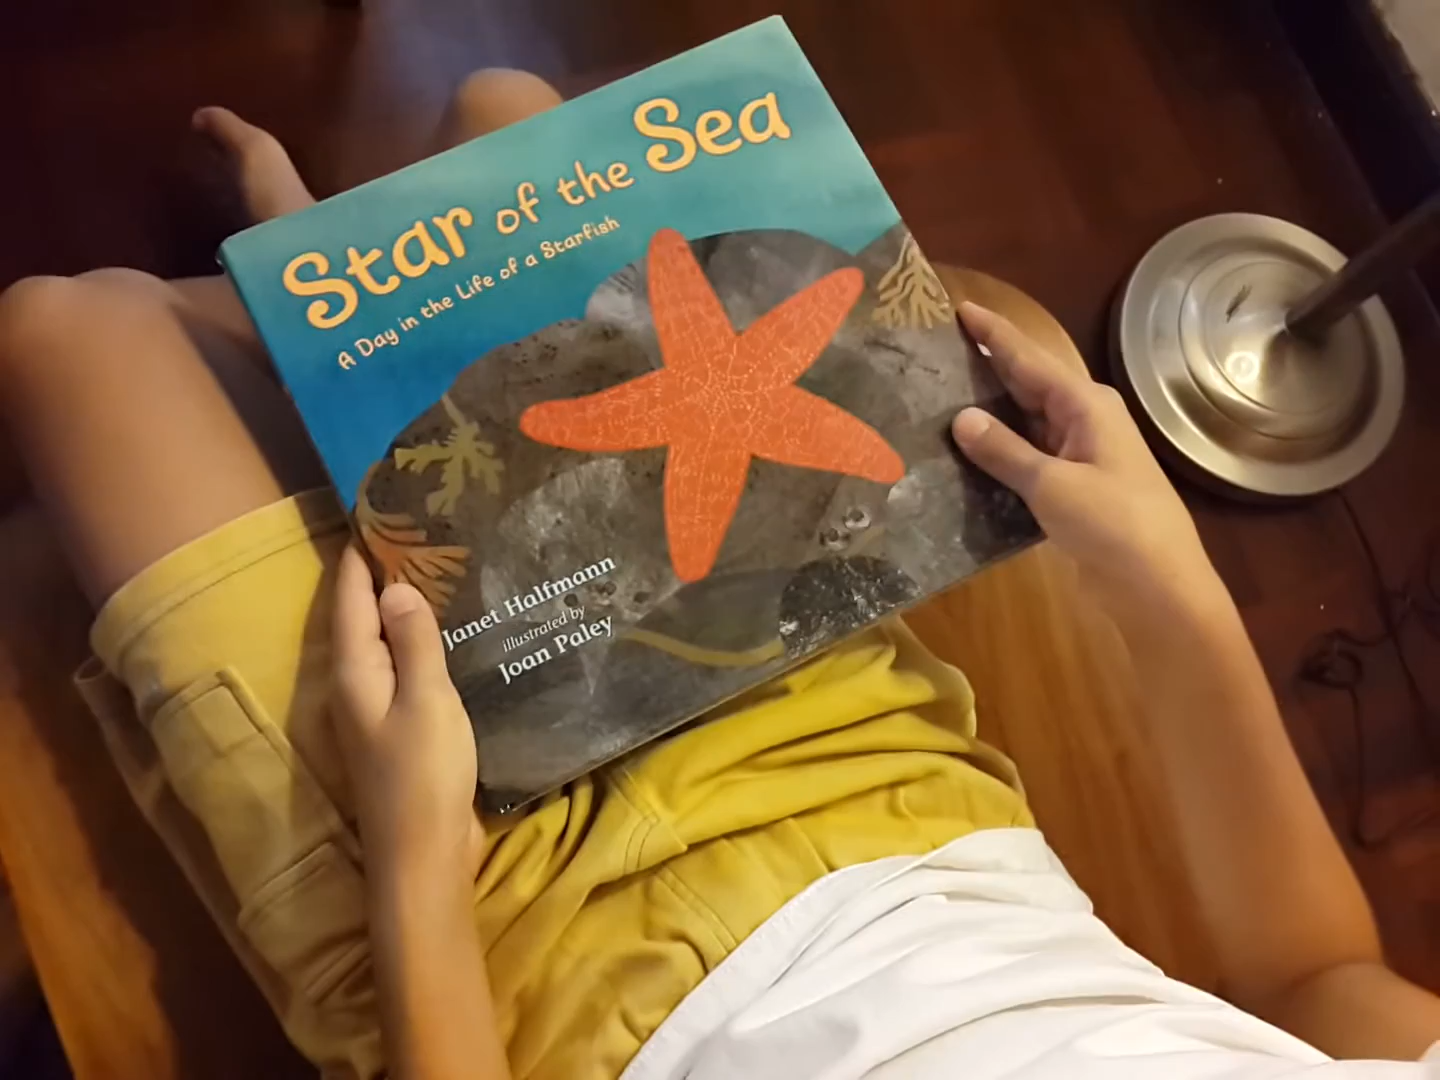 Star of the Sea
A Day in the Life of a Starfish
Janet Halfmann
illustrated by
Joan Paley